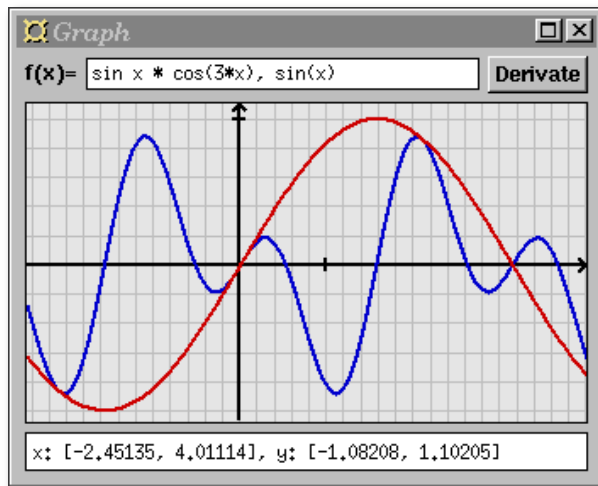 Graph
f(x)= sin x * cos(3*x), sin(x) Derivate
x: [-2.45135, 4.01114], y: [-1.08208, 1.10205]